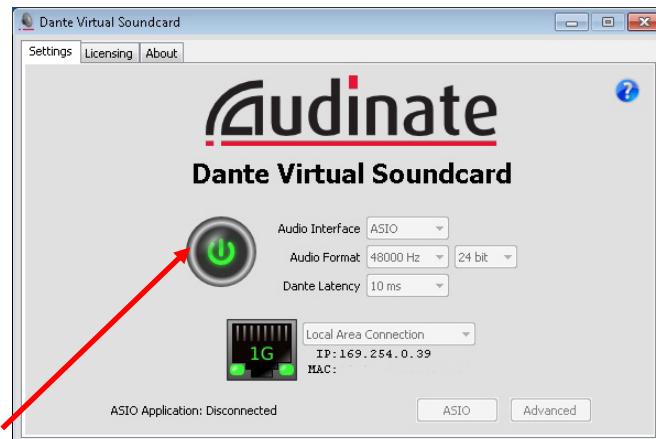 Dante Virtual Soundcard
Settings Licensing About
Audinate
Dante Virtual Soundcard
Audio Interface ASIO
Audio Format 48000 Hz 24 bit
Dante Latency 10 ms
Local Area Connection
1G
IP:169.254.0.39
MAC:
ASIO Application: Disconnected ASIO Advanced